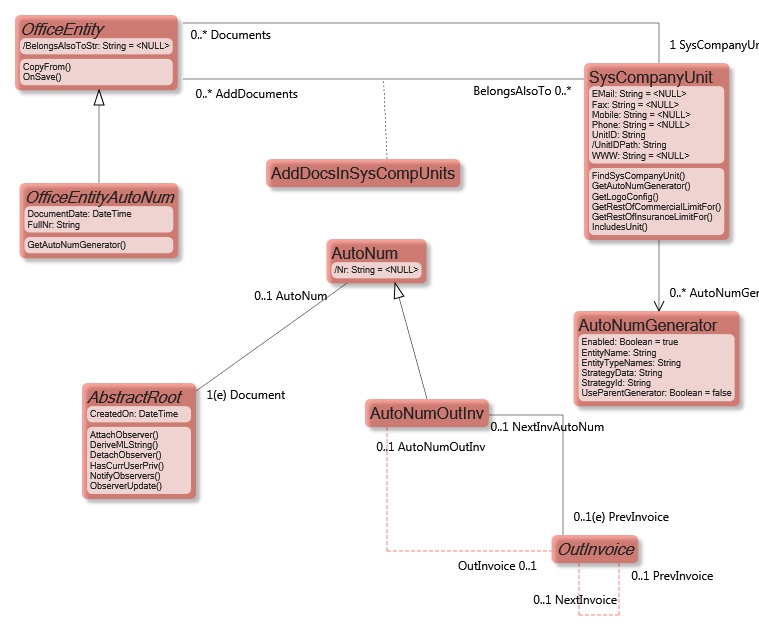 OfficeEntity
/BelongsAlsoToStr: String = <NULL>
CopyFrom()
OnSave()
0..* Documents
1 SysCompanyUr
0..* AddDocuments
BelongsAlsoTo 0..*
SysCompanyUnit
EMail: String = <NULL>
Fax: String = <NULL>
Mobile: String = <NULL>
Phone: String = <NULL>
UnitID: String
/UnitIDPath: String
WWW: String = <NULL>
FindSysCompanyUnit()
GetAutoNumGenerator()
GetLogoConfig()
GetRestOfCommercialLimitFor()
GetRestOfInsuranceLimitFor()
IncludesUnit()
AddDocsInSysCompUnits
OfficeEntityAutoNum
DocumentDate: DateTime
FullNr: String
GetAutoNumGenerator()
AutoNum
/Nr: String = <NULL>
0..1 AutoNum
0..* AutoNumGer
AutoNumGenerator
Enabled: Boolean = true
EntityName: String
EntityTypeNames: String
StrategyData: String
StrategyId: String
UseParentGenerator: Boolean = false
AbstractRoot
CreatedOn: DateTime
AttachObserver()
DeriveMLString()
DetachObserver()
HasCurrUserPriv()
NotifyObservers()
ObserverUpdate()
1(e) Document
AutoNumOutInv
0..1 NextInvAutoNum
0..1 AutoNumOutInv
0..1(e) PrevInvoice
OutInvoice
OutInvoice 0..1
0..1 PrevInvoice
0..1 NextInvoice